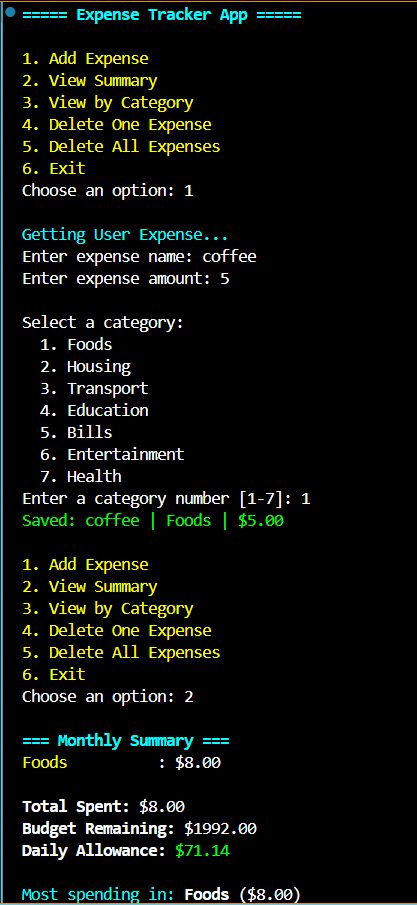 ===== Expense Tracker App =====
1. Add Expense
2. View Summary
3. View by Category
4. Delete One Expense
5. Delete All Expenses
6. Exit
Choose an option: 1
Getting User Expense...
Enter expense name: coffee
Enter expense amount: 5
Select a category:
1. Foods
2. Housing
3. Transport
4. Education
5. Bills
6. Entertainment
7. Health
Enter a category number [1-7]: 1
Saved: coffee | Foods | $5.00
1. Add Expense
2. View Summary
3. View by Category
4. Delete One Expense
5. Delete All Expenses
6. Exit
Choose an option: 2
=== Monthly Summary ===
Foods : $8.00
Total Spent: $8.00
Budget Remaining: $1992.00
Daily Allowance: $71.14
Most spending in: Foods ($8.00)